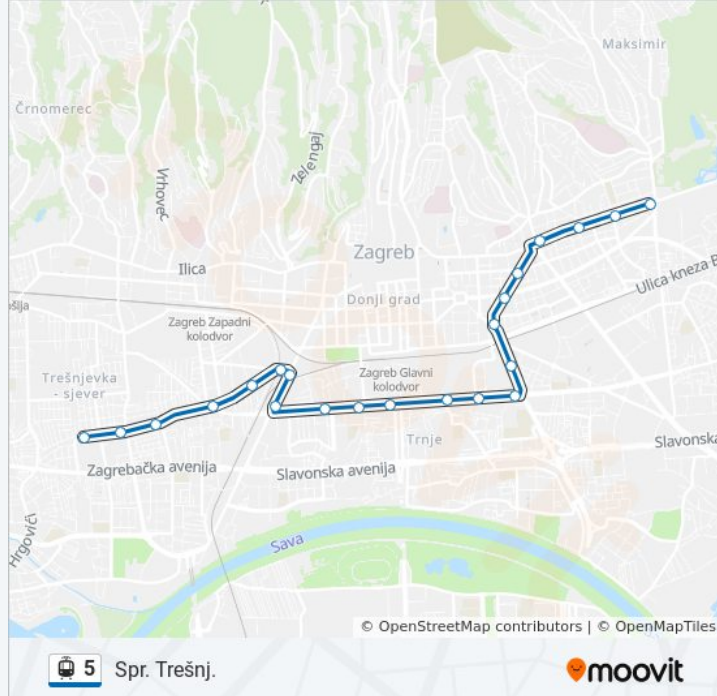 Maksimir
Črnomerec
Zelengaj
Vrhovec
Zagreb
Ilica
Ulica kneza B
Donji grad
ošija
Zagreb Zapadni
kolodvor
Zagreb Glavni
kolodvor
Trešnjevka
- sjever
Trnje
Slavonska
Zagrebačka avenija
Slavonska avenija
Hrgovići
Sava
© OpenStreetMap contributors | © OpenMapTiles
5 Spr. Trešnj.
moovit